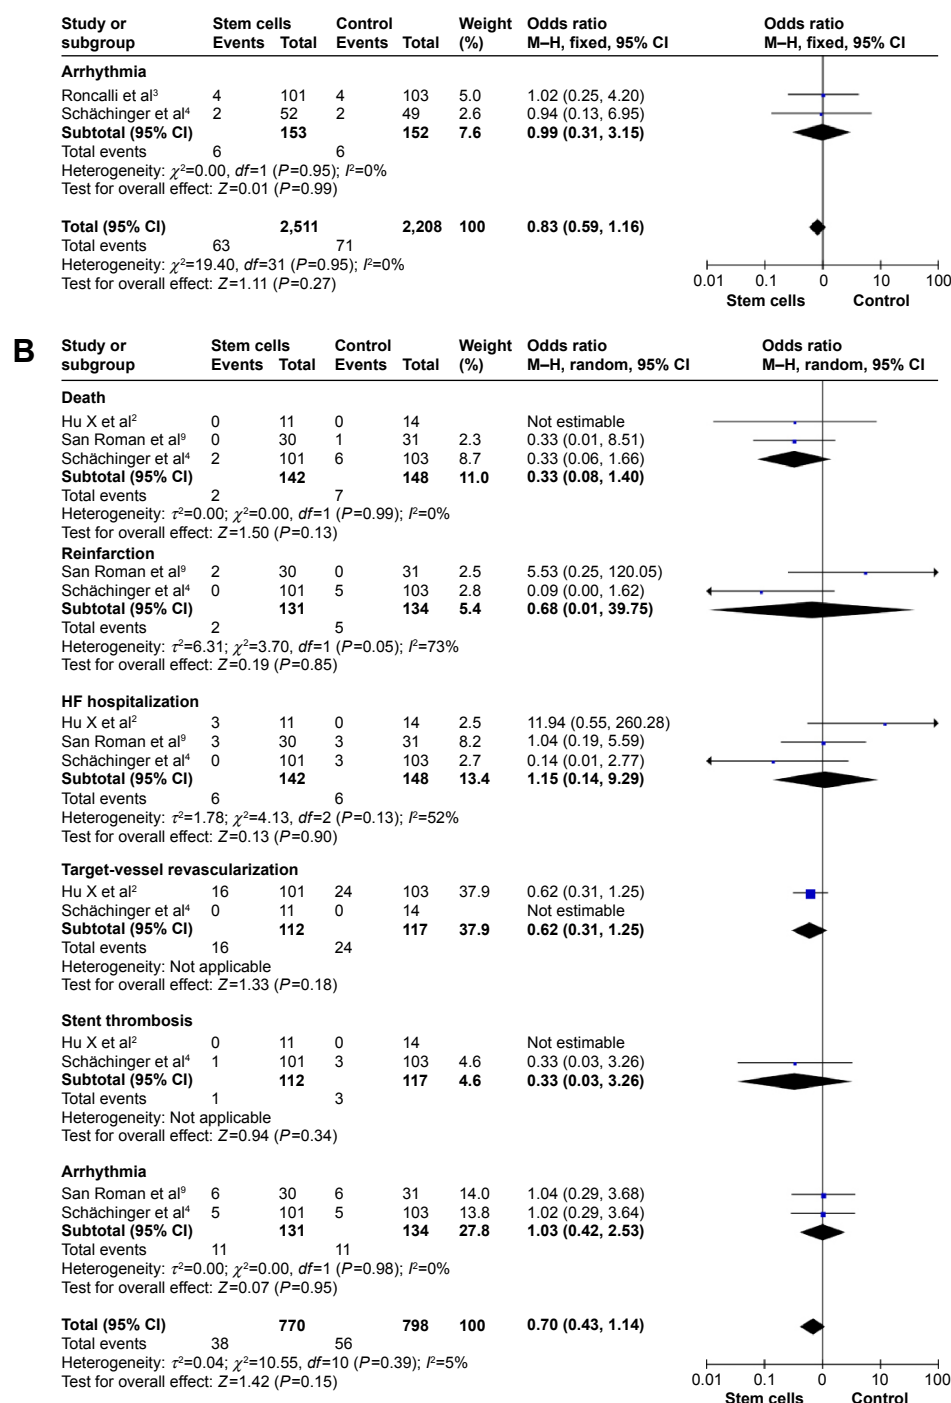 Study or Stem cells Control Weight Odds ratio Odds ratio
subgroup Events Total Events Total (%) M–H, fixed, 95% CI M–H, fixed, 95% CI
Arrhythmia
Roncalli et al³ 4 101 4 103 5.0 1.02 (0.25, 4.20)
Schächinger et al⁴ 2 52 2 49 2.6 0.94 (0.13, 6.95)
Subtotal (95% CI) 153 152 7.6 0.99 (0.31, 3.15)
Total events 6 6
Heterogeneity: χ²=0.00, df=1 (P=0.95); I²=0%
Test for overall effect: Z=0.01 (P=0.99)
Total (95% CI) 2,511 2,208 100 0.83 (0.59, 1.16)
Total events 63 71
Heterogeneity: χ²=19.40, df=31 (P=0.95); I²=0%
Test for overall effect: Z=1.11 (P=0.27)
0.01 0.1 0 10 100
Stem cells Control
B
Study or Stem cells Control Weight Odds ratio Odds ratio
subgroup Events Total Events Total (%) M–H, random, 95% CI M–H, random, 95% CI
Death
Hu X et al² 0 11 0 14 Not estimable
San Roman et al⁹ 0 30 1 31 2.3 0.33 (0.01, 8.51)
Schächinger et al⁴ 2 101 6 103 8.7 0.33 (0.06, 1.66)
Subtotal (95% CI) 142 148 11.0 0.33 (0.08, 1.40)
Total events 2 7
Heterogeneity: τ²=0.00; χ²=0.00, df=1 (P=0.99); I²=0%
Test for overall effect: Z=1.50 (P=0.13)
Reinfarction
San Roman et al⁹ 2 30 0 31 2.5 5.53 (0.25, 120.05)
Schächinger et al⁴ 0 101 5 103 2.8 0.09 (0.00, 1.62)
Subtotal (95% CI) 131 134 5.4 0.68 (0.01, 39.75)
Total events 2 5
Heterogeneity: τ²=6.31; χ²=3.70, df=1 (P=0.05); I²=73%
Test for overall effect: Z=0.19 (P=0.85)
HF hospitalization
Hu X et al² 3 11 0 14 2.5 11.94 (0.55, 260.28)
San Roman et al⁹ 3 30 3 31 8.2 1.04 (0.19, 5.59)
Schächinger et al⁴ 0 101 3 103 2.7 0.14 (0.01, 2.77)
Subtotal (95% CI) 142 148 13.4 1.15 (0.14, 9.29)
Total events 6 6
Heterogeneity: τ²=1.78; χ²=4.13, df=2 (P=0.13); I²=52%
Test for overall effect: Z=0.13 (P=0.90)
Target-vessel revascularization
Hu X et al² 16 101 24 103 37.9 0.62 (0.31, 1.25)
Schächinger et al⁴ 0 11 0 14 Not estimable
Subtotal (95% CI) 112 117 37.9 0.62 (0.31, 1.25)
Total events 16 24
Heterogeneity: Not applicable
Test for overall effect: Z=1.33 (P=0.18)
Stent thrombosis
Hu X et al² 0 11 0 14 Not estimable
Schächinger et al⁴ 1 101 3 103 4.6 0.33 (0.03, 3.26)
Subtotal (95% CI) 112 117 4.6 0.33 (0.03, 3.26)
Total events 1 3
Heterogeneity: Not applicable
Test for overall effect: Z=0.94 (P=0.34)
Arrhythmia
San Roman et al⁹ 6 30 6 31 14.0 1.04 (0.29, 3.68)
Schächinger et al⁴ 5 101 5 103 13.8 1.02 (0.29, 3.64)
Subtotal (95% CI) 131 134 27.8 1.03 (0.42, 2.53)
Total events 11 11
Heterogeneity: τ²=0.00; χ²=0.00, df=1 (P=0.98); I²=0%
Test for overall effect: Z=0.07 (P=0.95)
Total (95% CI) 770 798 100 0.70 (0.43, 1.14)
Total events 38 56
Heterogeneity: τ²=0.04; χ²=10.55, df=10 (P=0.39); I²=5%
Test for overall effect: Z=1.42 (P=0.15)
0.01 0.1 0 10 100
Stem cells Control